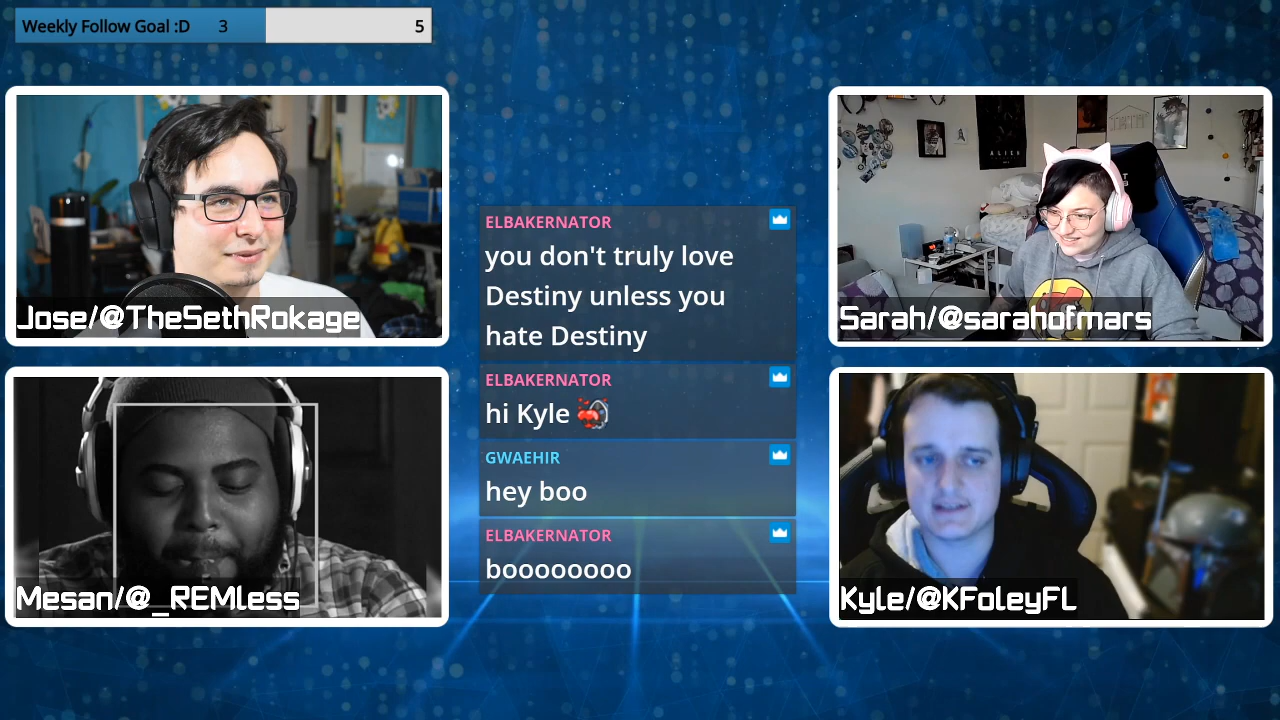 Weekly Follow Goal :D 3 5
Jose/@TheSethRokage
ALIEN
Sarah/@sarahofmars
ELBAKERNATOR
you don't truly love
Destiny unless you
hate Destiny
ELBAKERNATOR
hi Kyle
GWAEHIR
hey boo
ELBAKERNATOR
boooooooo
Mesan/@_REMless
Kyle/@KFoleyFL